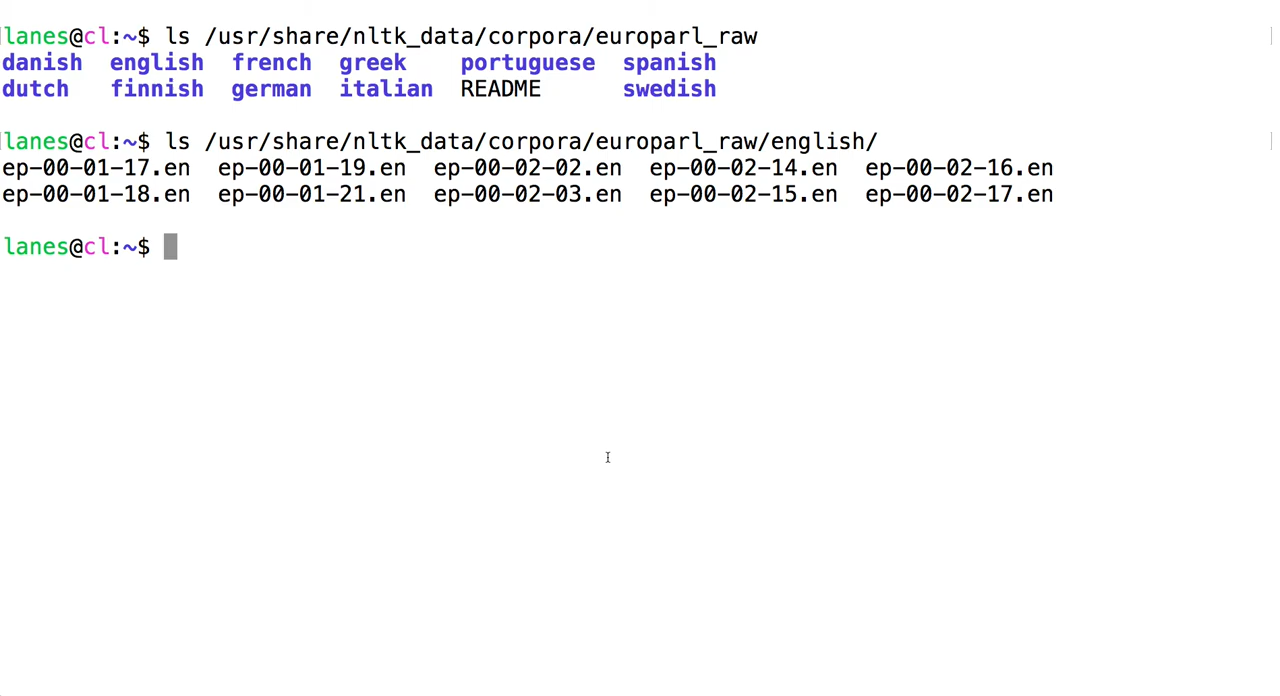 lanes@cl:~$ ls /usr/share/nltk_data/corpora/europarl_raw
danish english french greek portuguese spanish
dutch finnish german italian README swedish
lanes@cl:~$ ls /usr/share/nltk_data/corpora/europarl_raw/english/
ep-00-01-17.en ep-00-01-19.en ep-00-02-02.en ep-00-02-14.en ep-00-02-16.en
ep-00-01-18.en ep-00-01-21.en ep-00-02-03.en ep-00-02-15.en ep-00-02-17.en
lanes@cl:~$